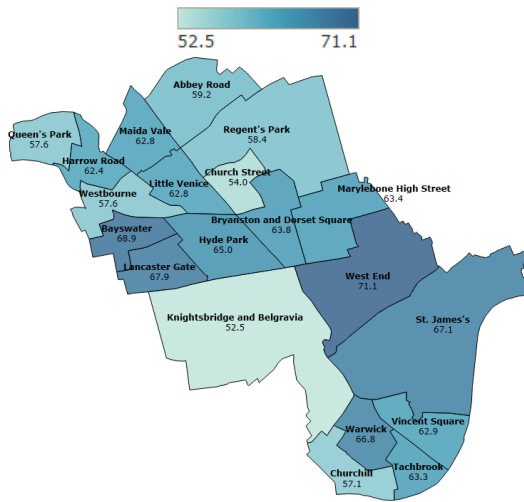 52.5 71.1
Abbey Road
59.2
Queen's Park
57.6
Maida Vale
62.8
Regent's Park
58.4
Harrow Road
62.4
Church Street
54.0
Little Venice
62.8
Marylebone High Street
63.4
Westbourne
57.6
Bryanston and Dorset Square
63.8
Bayswater
68.9
Hyde Park
65.0
Lancaster Gate
67.9
West End
71.1
Knightsbridge and Belgravia
52.5
St. James's
67.1
Vincent Square
62.9
Warwick
66.8
Churchill
57.1
Tachbrook
63.3